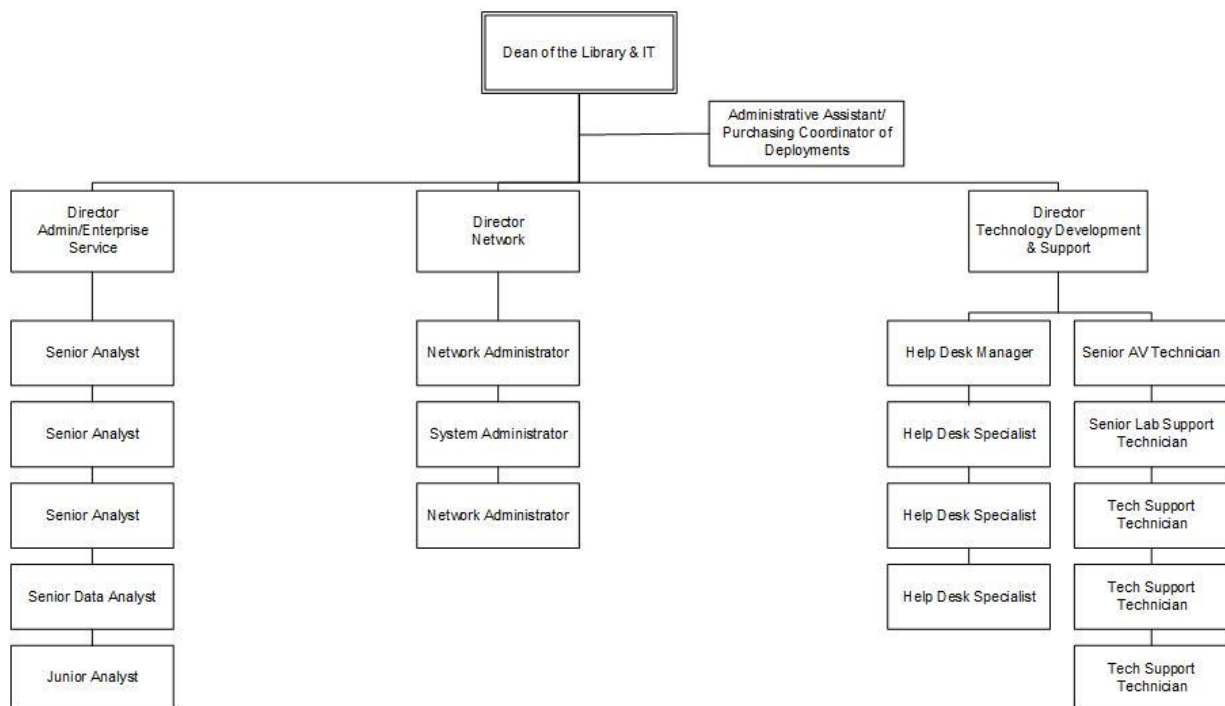 Dean of the Library & IT
Administrative Assistant/
Purchasing Coordinator of
Deployments
Director
Admin/Enterprise
Service
Director
Network
Director
Technology Development
& Support
Senior Analyst
Network Administrator
Help Desk Manager
Senior AV Technician
Senior Analyst
System Administrator
Help Desk Specialist
Senior Lab Support
Technician
Senior Analyst
Network Administrator
Help Desk Specialist
Tech Support
Technician
Senior Data Analyst
Help Desk Specialist
Tech Support
Technician
Junior Analyst
Tech Support
Technician